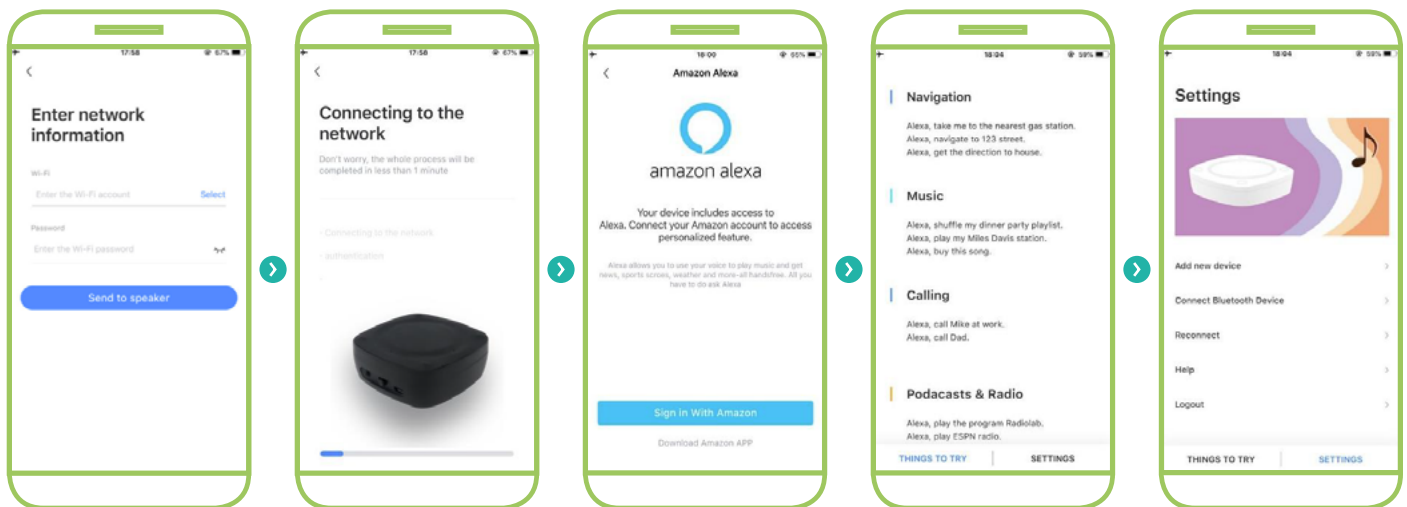 17:58
67%
Enter network
information
Wi-Fi
Enter the Wi-Fi account
Select
Password
Enter the Wi-Fi password
Send to speaker
17:58
67%
Connecting to the
network
Don't worry, the whole process will be
completed in less than 1 minute
- Connecting to the network
- authentication
18:00
65%
Amazon Alexa
amazon alexa
Your device includes access to
Alexa. Connect your Amazon account to access
personalized feature.
Alexa allows you to use your voice to play music and get
news, sports scroes, weather and more-all handsfree. All you
have to do ask Alexa
Sign in With Amazon
Download Amazon APP
18:04
59%
Navigation
Alexa, take me to the nearest gas station.
Alexa, navigate to 123 street.
Alexa, get the direction to house.
Music
Alexa, shuffle my dinner party playlist.
Alexa, play my Miles Davis station.
Alexa, buy this song.
Calling
Alexa, call Mike at work.
Alexa, call Dad.
Podacasts & Radio
Alexa, play the program Radiolab.
Alexa, play ESPN radio.
THINGS TO TRY
SETTINGS
18:04
59%
Settings
Add new device
Connect Bluetooth Device
Reconnect
Help
Logout
THINGS TO TRY
SETTINGS